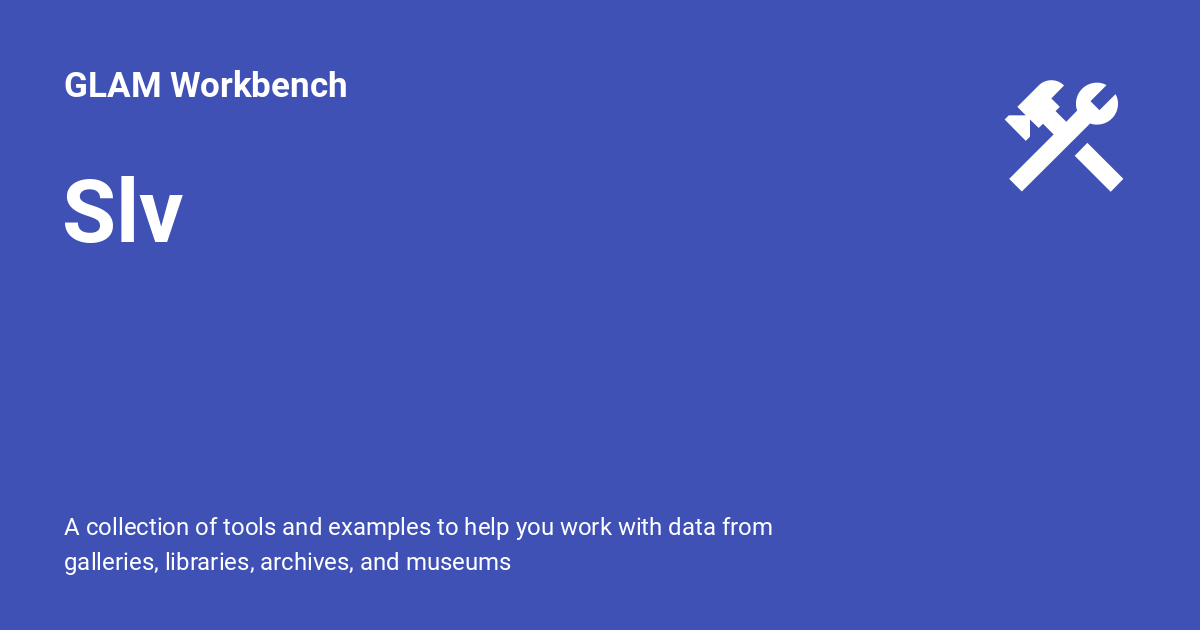 GLAM Workbench
Slv
A collection of tools and examples to help you work with data from
galleries, libraries, archives, and museums